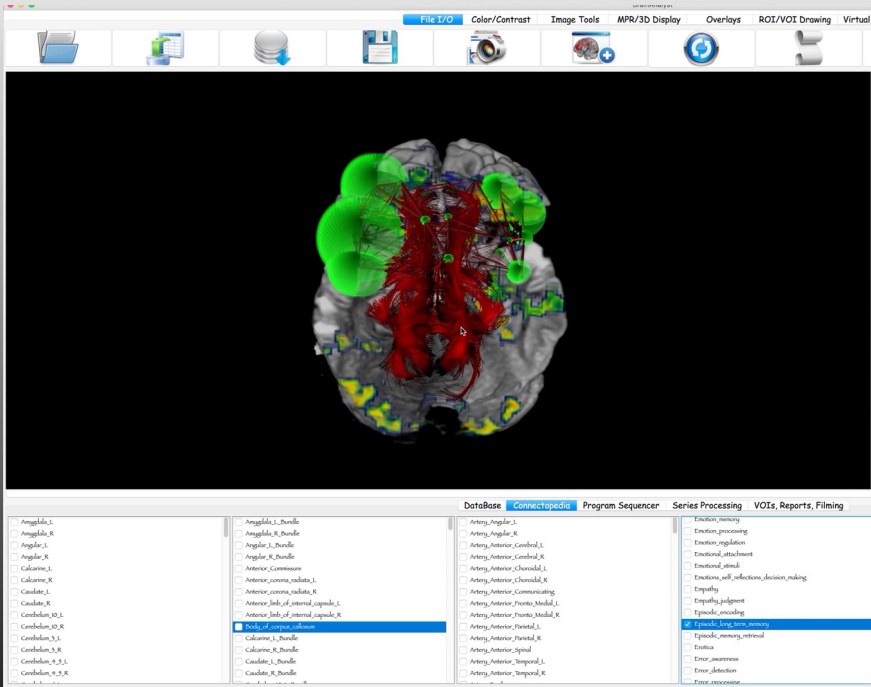 File I/O Color/Contrast Image Tools MPR/3D Display Overlays ROI/VOI Drawing Virtual
DataBase Connectopedia Program Sequencer Series Processing VOIs, Reports, Filming
Amygdala_L
Amygdala_R
Angular_L
Angular_R
Calcarine_L
Calcarine_R
Caudate_L
Caudate_R
Cerebelum_10_L
Cerebelum_10_R
Cerebelum_3_L
Cerebelum_3_R
Cerebelum_4_5_L
Cerebelum_4_5_R
Amygdala_L_Bundle
Amygdala_R_Bundle
Angular_L_Bundle
Angular_R_Bundle
Anterior_Commissure
Anterior_corona_radiata_L
Anterior_corona_radiata_R
Anterior_limb_of_internal_capsule_L
Anterior_limb_of_internal_capsule_R
Body_of_corpus_callosum
Calcarine_L_Bundle
Calcarine_R_Bundle
Caudate_L_Bundle
Caudate_R_Bundle
Artery_Angular_L
Artery_Angular_R
Artery_Anterior_Cerebral_L
Artery_Anterior_Cerebral_R
Artery_Anterior_Choroidal_L
Artery_Anterior_Choroidal_R
Artery_Anterior_Communicating
Artery_Anterior_Fronto_Medial_L
Artery_Anterior_Fronto_Medial_R
Artery_Anterior_Parietal_L
Artery_Anterior_Parietal_R
Artery_Anterior_Spinal
Artery_Anterior_Temporal_L
Artery_Anterior_Temporal_R
Emotion_memory
Emotion_processing
Emotion_regulation
Emotional_attachment
Emotional_stimuli
Emotions_self_reflections_decision_making
Empathy
Empathy_judgment
Episodic_encoding
Episodic_long_term_memory
Episodic_memory_retrieval
Erotica
Error_awareness
Error_detection
Error_processing